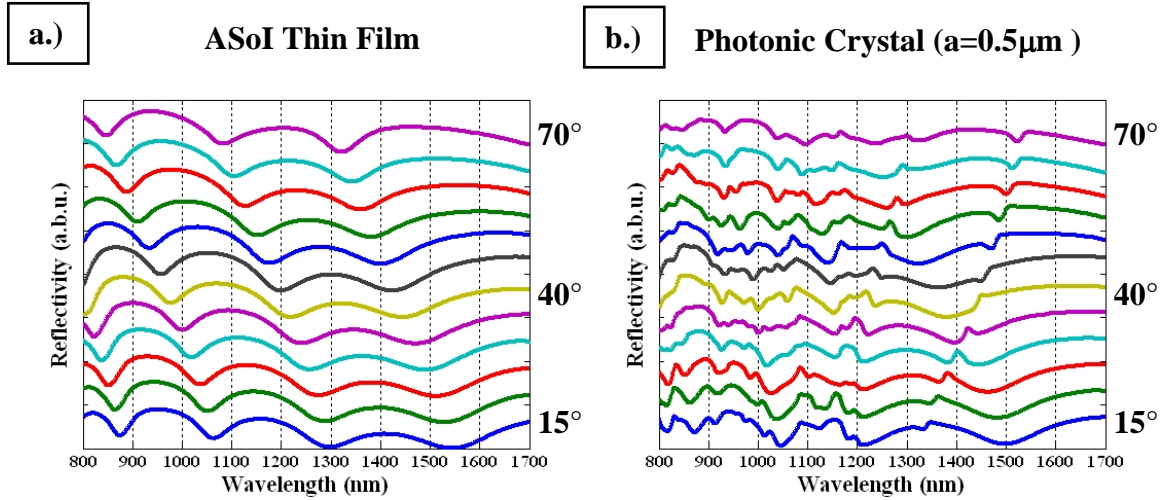 a.)
ASoI Thin Film
Reflectivity (a.b.u.)
70°
40°
15°
800 900 1000 1100 1200 1300 1400 1500 1600 1700
Wavelength (nm)
b.)
Photonic Crystal (a=0.5μm )
Reflectivity (a.b.u.)
70°
40°
15°
800 900 1000 1100 1200 1300 1400 1500 1600 1700
Wavelength (nm)